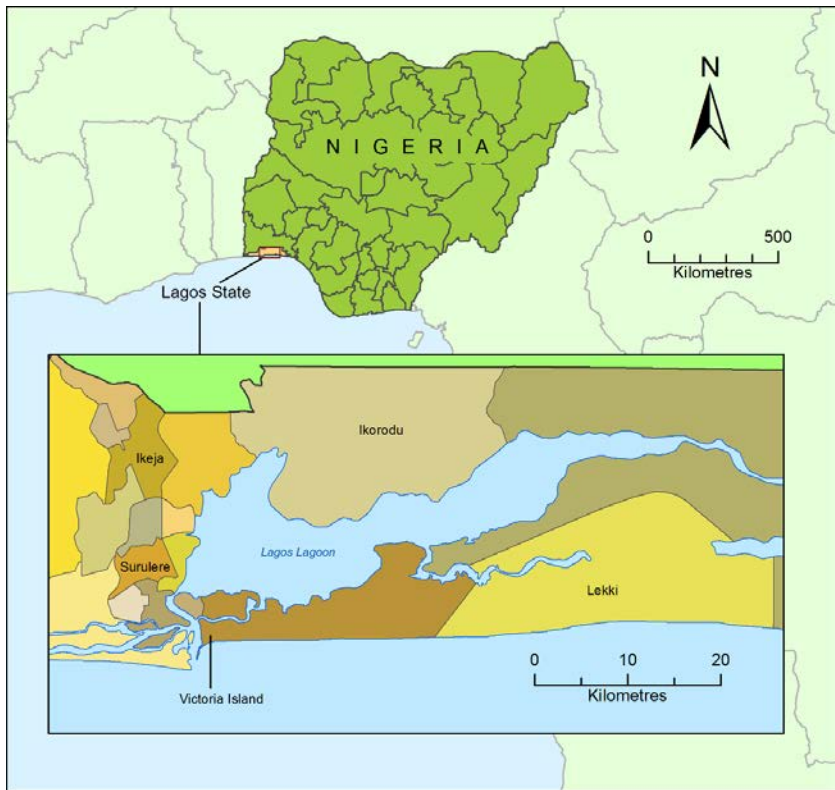 N
NIGERIA
0 500
Kilometres
Lagos State
Ikorodu
Ikeja
Lagos Lagoon
Surulere
Lekki
0 10 20
Kilometres
Victoria Island